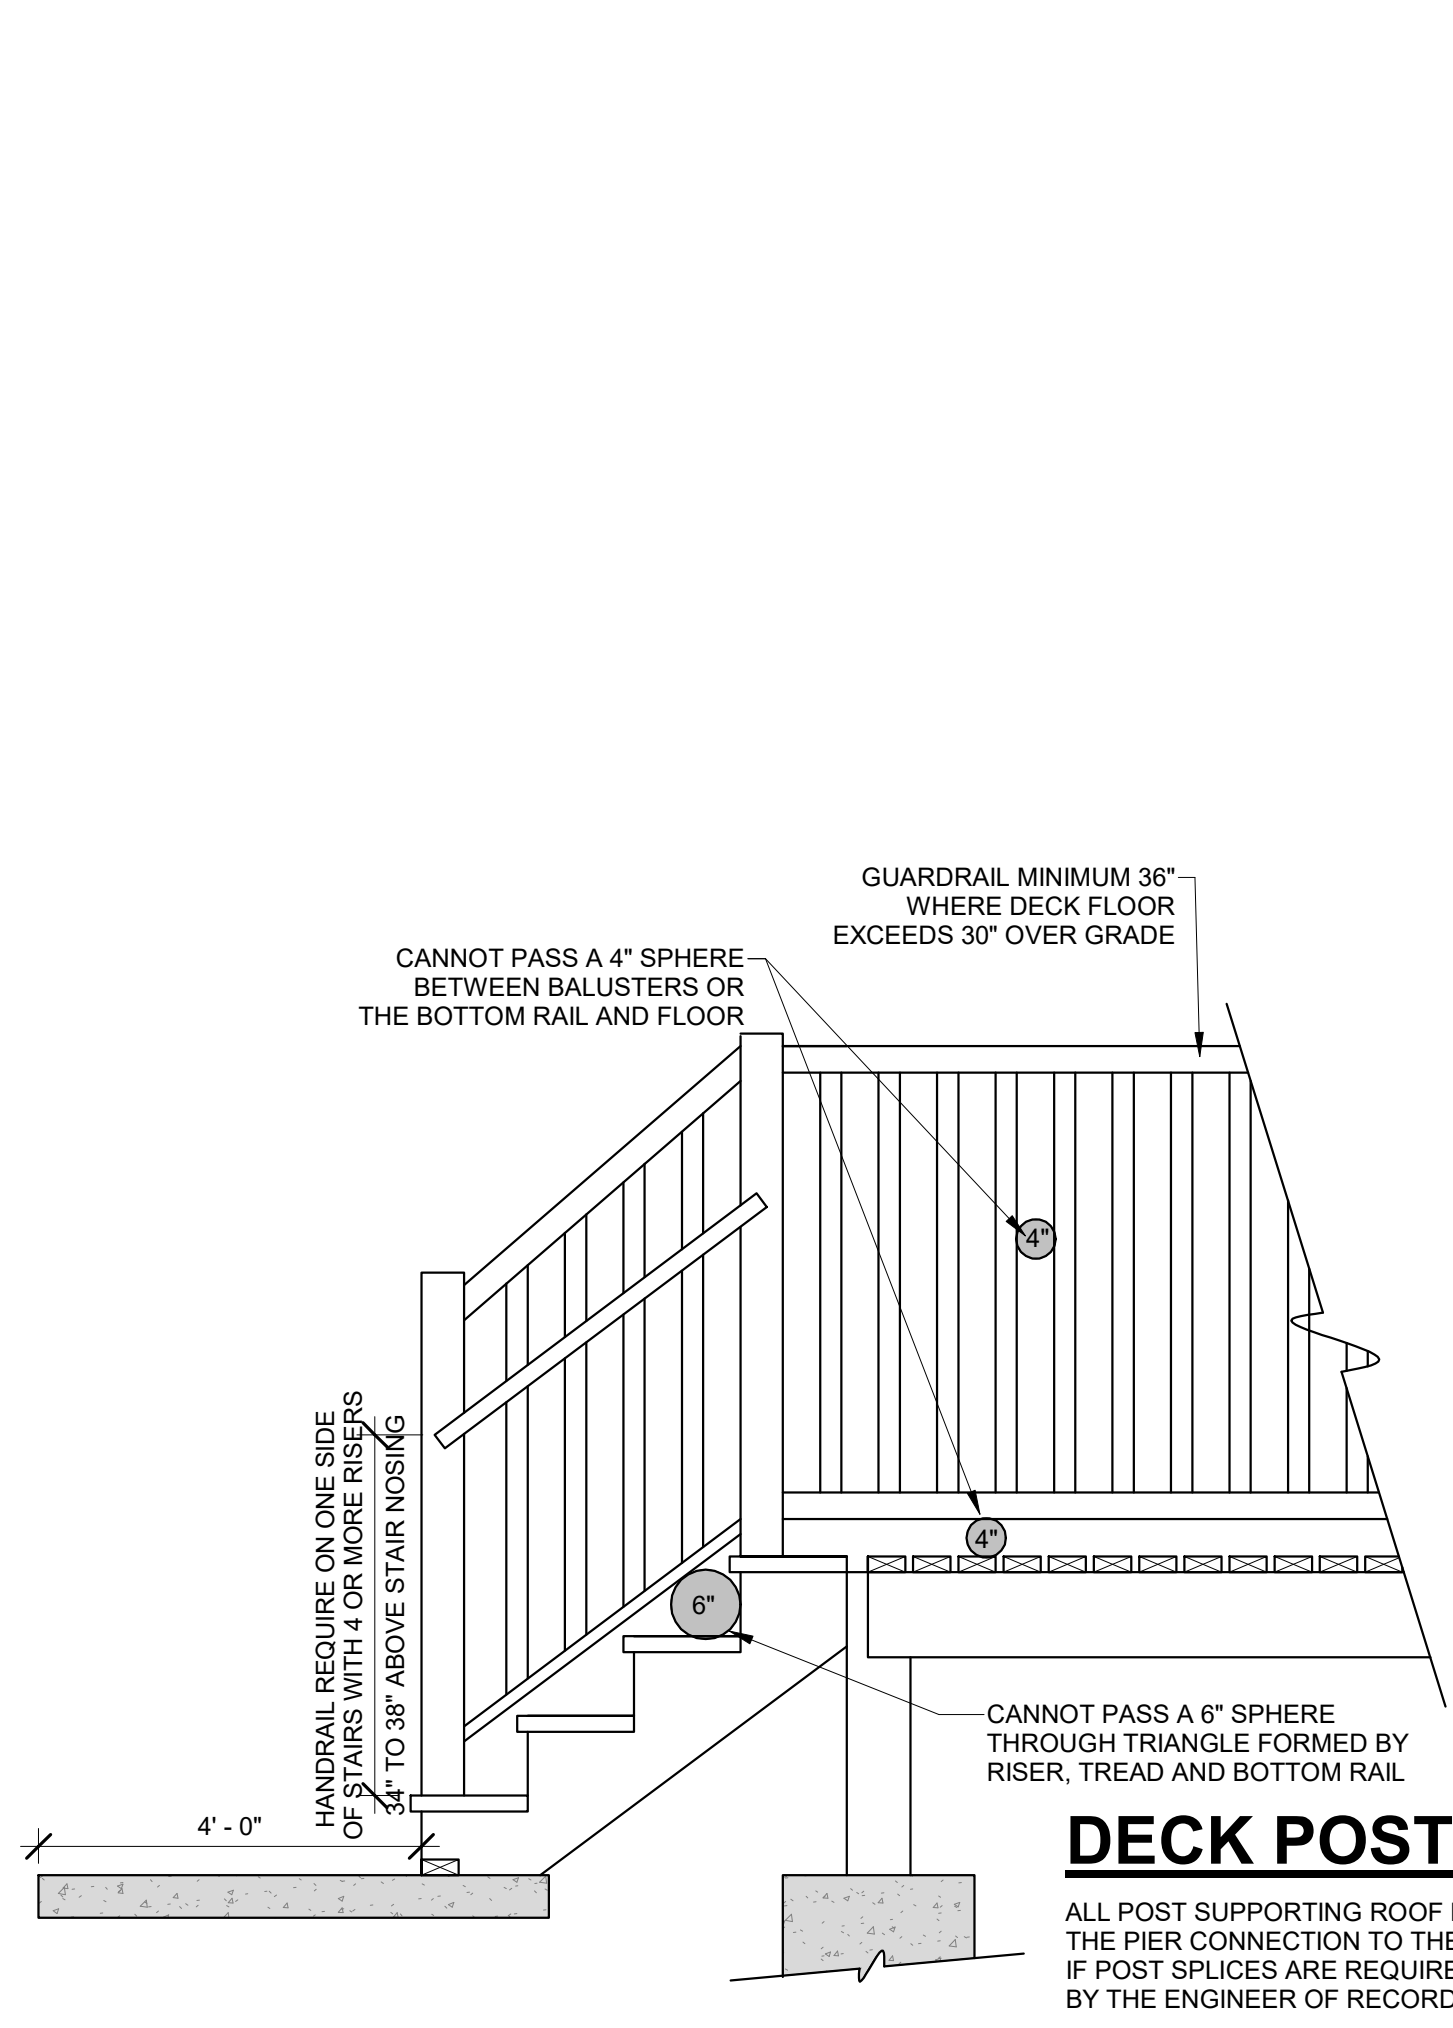 GUARDRAIL MINIMUM 36"
WHERE DECK FLOOR
EXCEEDS 30" OVER GRADE
CANNOT PASS A 4" SPHERE
BETWEEN BALUSTERS OR
THE BOTTOM RAIL AND FLOOR
4"
4"
6"
HANDRAIL REQUIRE ON ONE SIDE
OF STAIRS WITH 4 OR MORE RISERS
34" TO 38" ABOVE STAIR NOSING
CANNOT PASS A 6" SPHERE
THROUGH TRIANGLE FORMED BY
RISER, TREAD AND BOTTOM RAIL
4' - 0"
DECK POST
ALL POST SUPPORTING ROOF
THE PIER CONNECTION TO THE
IF POST SPLICES ARE REQUIRE
BY THE ENGINEER OF RECORD